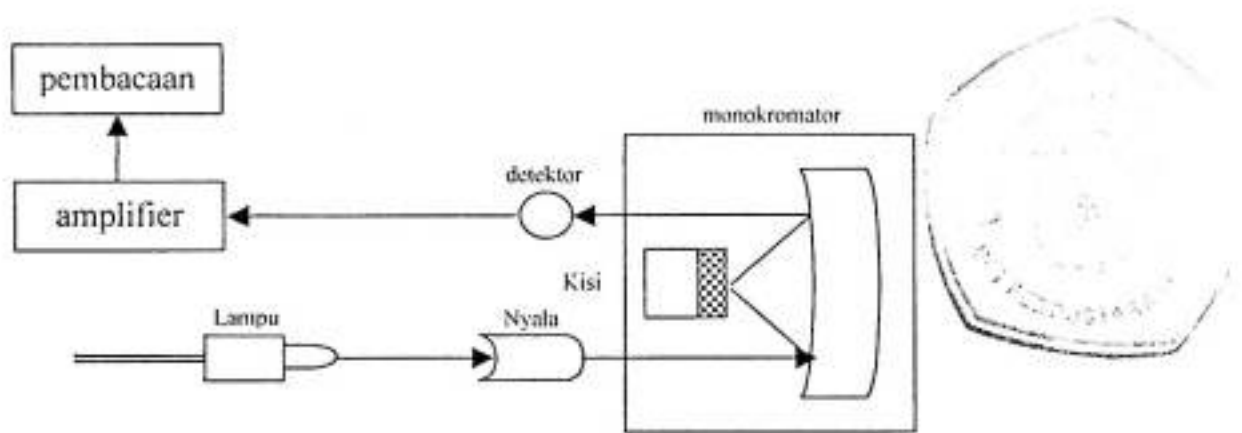 pembacaan
monokromator
detektor
amplifier
Kisi
Lampu
Nyala